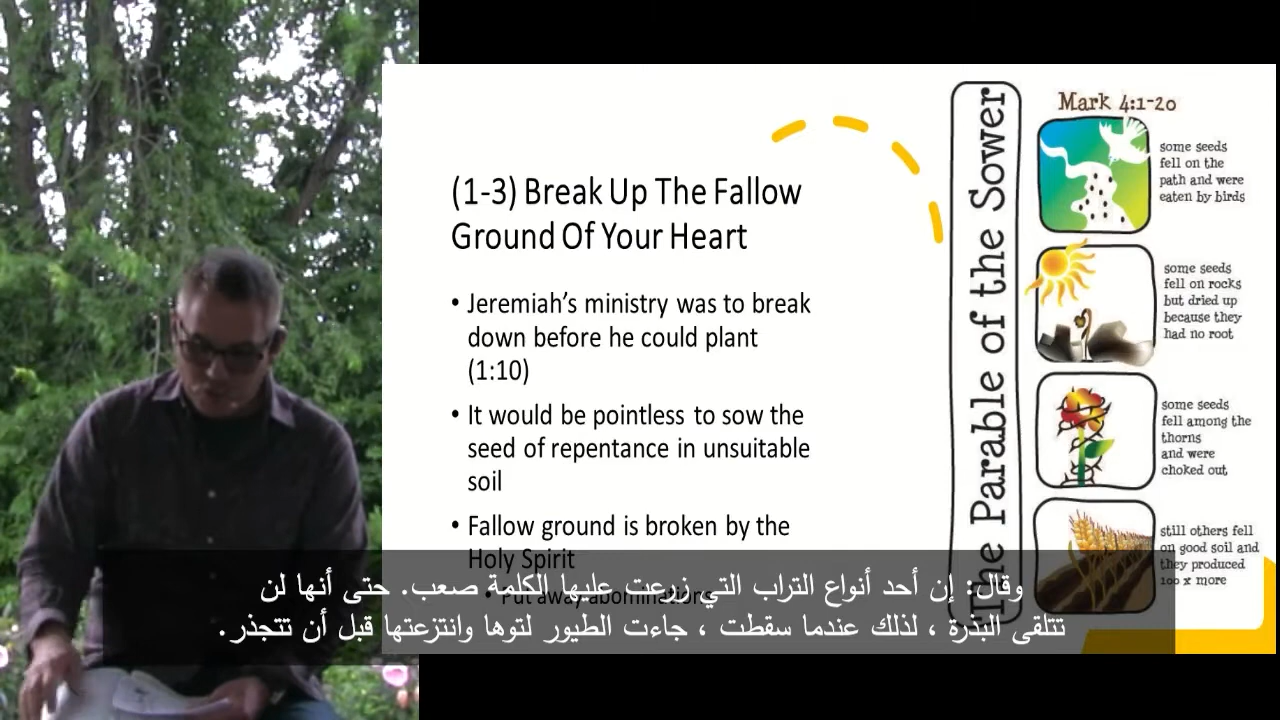 (1-3) Break Up The Fallow
Ground Of Your Heart
• Jeremiah's ministry was to break
down before he could plant
(1:10)
• It would be pointless to sow the
seed of repentance in unsuitable
soil
• Fallow ground is broken by the
Holy Spirit
• Put away abominations
The Parable of the Sower
Mark 4:1-20
some seeds
fell on the
path and were
eaten by birds
some seeds
fell on rocks
but dried up
because they
had no root
some seeds
fell among the
thorns
and were
choked out
still others fell
on good soil and
they produced
100 x more
وقال: إن أحد أنواع التراب التي زرعت عليها الكلمة صعب. حتى أنها لن
تتلقى البذرة ، لذلك عندما سقطت ، جاءت الطيور لتوها وانتزعتها قبل أن تتجذر.